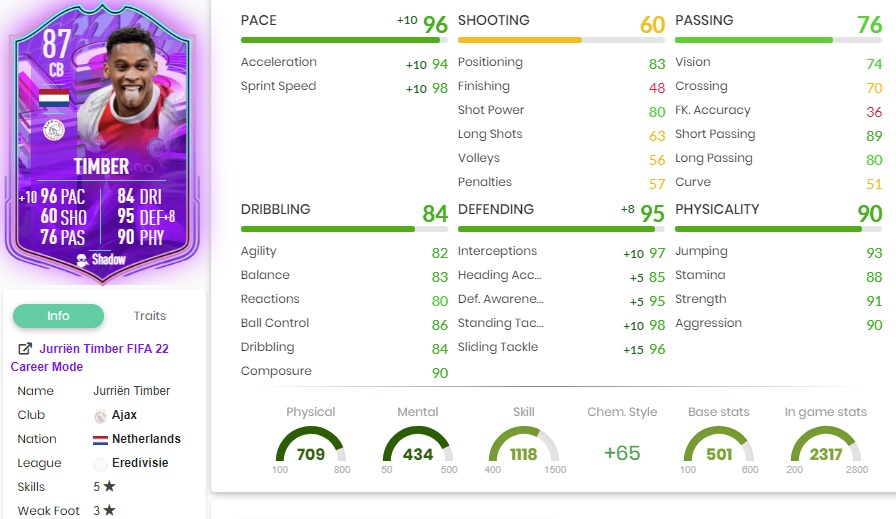 87
CB
TIMBER
+10 96 PAC 84 DRI
60 SHO 95 DEF+8
76 PAS 90 PHY
Shadow
Info Traits
Jurriën Timber FIFA 22
Career Mode
Name Jurriën Timber
Club Ajax
Nation Netherlands
League Eredivisie
Skills 5 ★
Weak Foot 3 ★
PACE +10 96
Acceleration +10 94
Sprint Speed +10 98
SHOOTING 60
Positioning 83
Finishing 48
Shot Power 80
Long Shots 63
Volleys 56
Penalties 57
PASSING 76
Vision 74
Crossing 70
FK. Accuracy 36
Short Passing 89
Long Passing 80
Curve 51
DRIBBLING 84
Agility 82
Balance 83
Reactions 80
Ball Control 86
Dribbling 84
Composure 90
DEFENDING +8 95
Interceptions +10 97
Heading Acc... +5 85
Def. Awarene... +5 95
Standing Tac... +10 98
Sliding Tackle +15 96
PHYSICALITY 90
Jumping 93
Stamina 88
Strength 91
Aggression 90
Physical
709
100 800
Mental
434
50 500
Skill
1118
400 1500
Chem. Style
+65
Base stats
501
100 600
In game stats
2317
200 2800